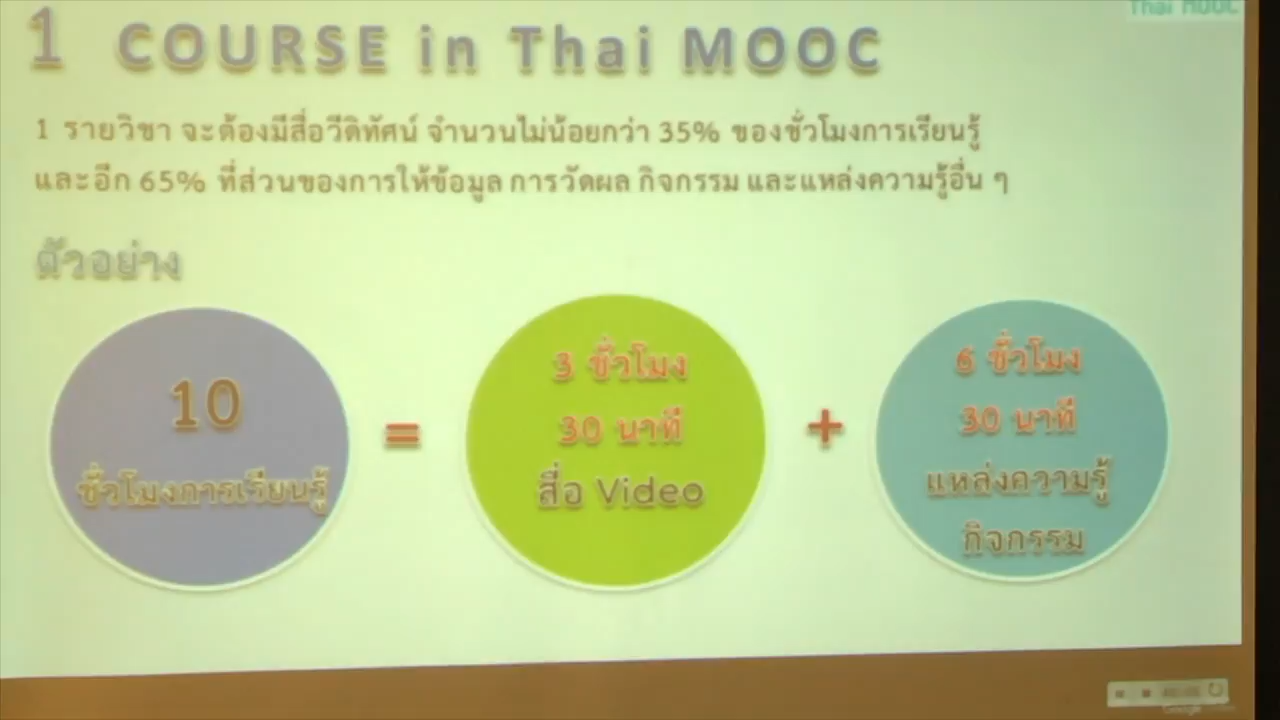 Thai MOOC
1 COURSE in Thai MOOC
1 รายวิชา จะต้องมีสื่อวีดิทัศน์ จำนวนไม่น้อยกว่า 35% ของชั่วโมงการเรียนรู้
และอีก 65% ที่ส่วนของการให้ข้อมูล การวัดผล กิจกรรม และแหล่งความรู้อื่น ๆ
ตัวอย่าง
10
ชั่วโมงการเรียนรู้
=
3 ชั่วโมง
30 นาที
สื่อ Video
+
6 ชั่วโมง
30 นาที
แหล่งความรู้
กิจกรรม